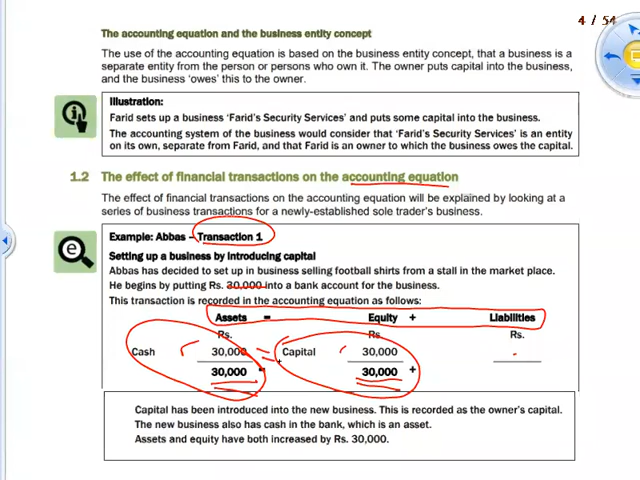 4 / 54
The accounting equation and the business entity concept
The use of the accounting equation is based on the business entity concept, that a business is a
separate entity from the person or persons who own it. The owner puts capital into the business,
and the business 'owes' this to the owner.
Illustration:
Farid sets up a business 'Farid's Security Services' and puts some capital into the business.
The accounting system of the business would consider that 'Farid's Security Services' is an entity
on its own, separate from Farid, and that Farid is an owner to which the business owes the capital.
1.2 The effect of financial transactions on the accounting equation
The effect of financial transactions on the accounting equation will be explained by looking at a
series of business transactions for a newly-established sole trader's business.
e
Example: Abbas – Transaction 1
Setting up a business by introducing capital
Abbas has decided to set up in business selling football shirts from a stall in the market place.
He begins by putting Rs. 30,000 into a bank account for the business.
This transaction is recorded in the accounting equation as follows:
Assets = Equity + Liabilities
Rs. Rs. Rs.
Cash 30,000 = Capital 30,000 -
30,000 30,000 +
Capital has been introduced into the new business. This is recorded as the owner's capital.
The new business also has cash in the bank, which is an asset.
Assets and equity have both increased by Rs. 30,000.